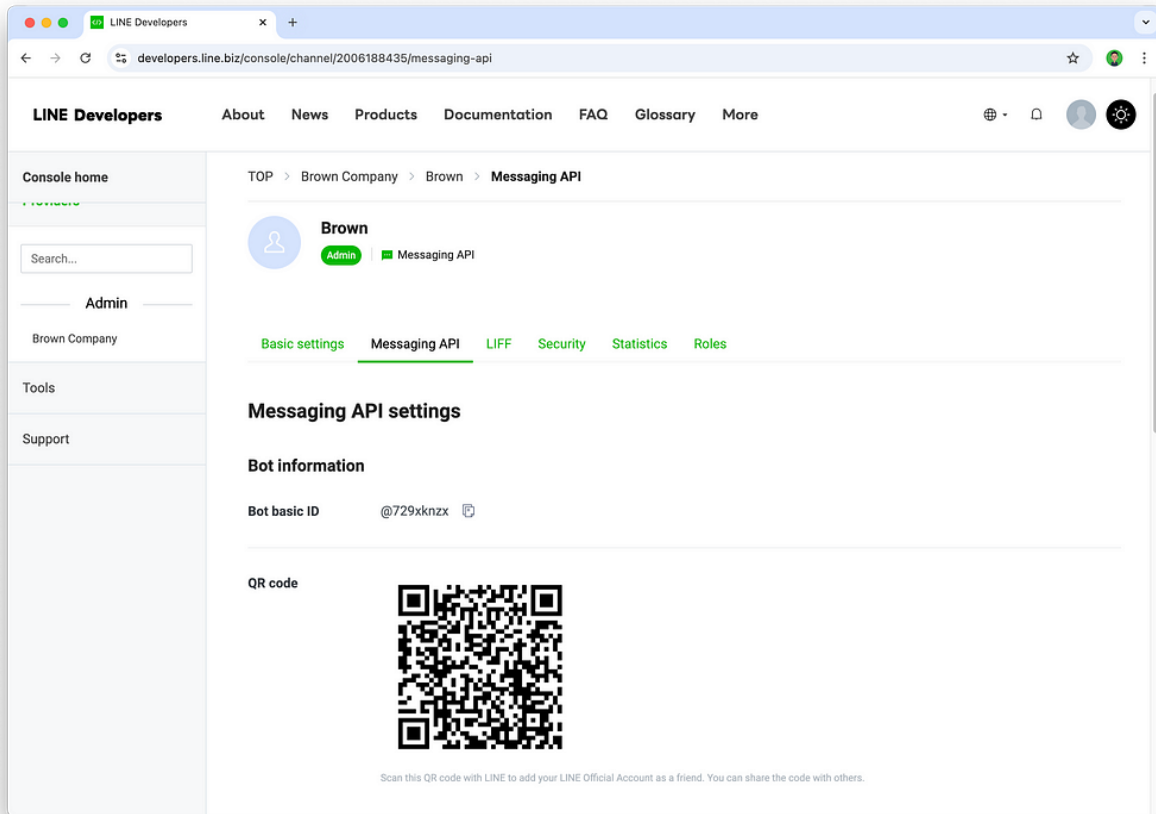 LINE Developers
developers.line.biz/console/channel/2006188435/messaging-api
LINE Developers About News Products Documentation FAQ Glossary More
Console home
Providers
Search...
Admin
Brown Company
Tools
Support
TOP > Brown Company > Brown > Messaging API
Brown
Admin Messaging API
Basic settings Messaging API LIFF Security Statistics Roles
Messaging API settings
Bot information
Bot basic ID @729xknzx
QR code
Scan this QR code with LINE to add your LINE Official Account as a friend. You can share the code with others.